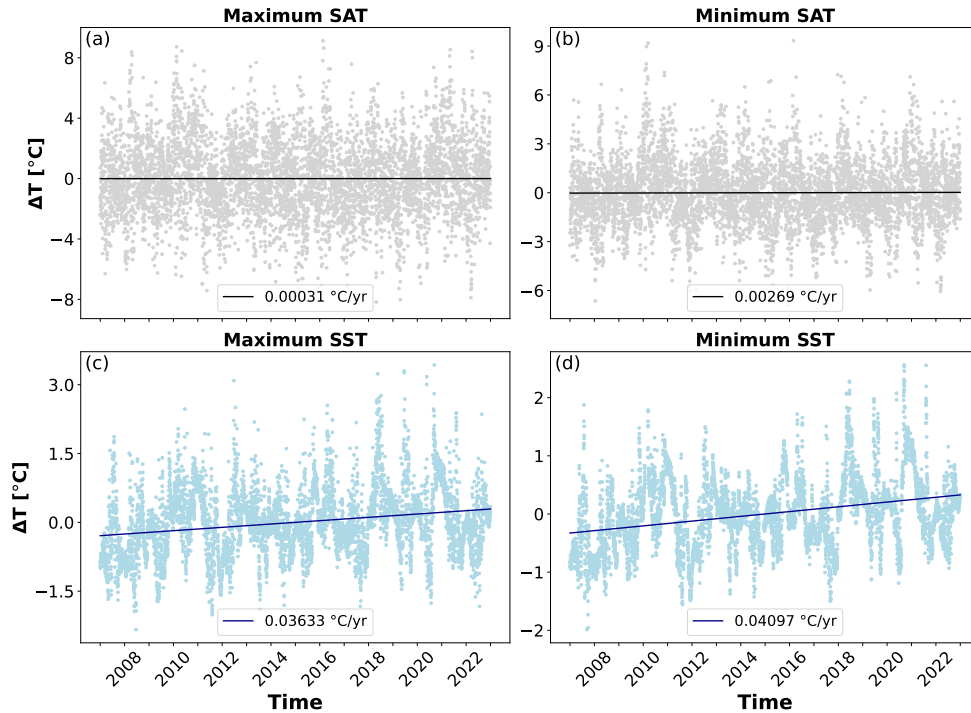 Maximum SAT
Minimum SAT
(a)
(b)
ΔT [°C]
8
4
0
−4
−8
9
6
3
0
−3
−6
0.00031 °C/yr
0.00269 °C/yr
Maximum SST
Minimum SST
(c)
(d)
ΔT [°C]
3.0
1.5
0.0
−1.5
2
1
0
−1
−2
0.03633 °C/yr
0.04097 °C/yr
2008 2010 2012 2014 2016 2018 2020 2022
2008 2010 2012 2014 2016 2018 2020 2022
Time
Time